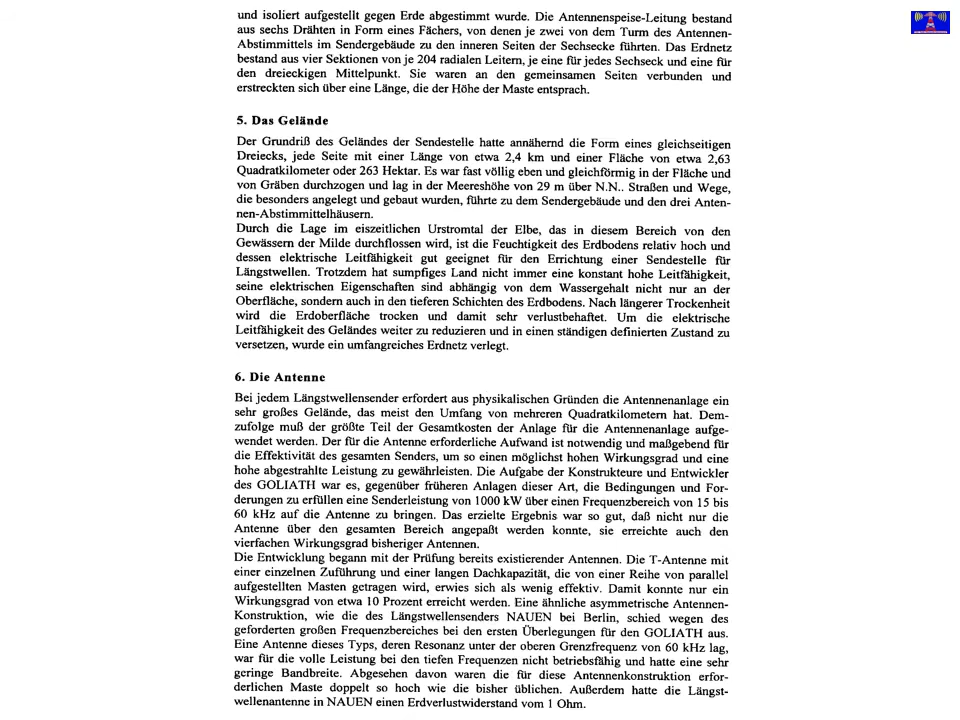 und isoliert aufgestellt gegen Erde abgestimmt wurde. Die Antennenspeise-Leitung bestand
aus sechs Drähten in Form eines Fächers, von denen je zwei von dem Turm des Antennen-
Abstimmittels im Sendergebäude zu den inneren Seiten der Sechsecke führten. Das Erdnetz
bestand aus vier Sektionen von je 204 radialen Leitern, je eine für jedes Sechseck und eine für
den dreieckigen Mittelpunkt. Sie waren an den gemeinsamen Seiten verbunden und
erstreckten sich über eine Länge, die der Höhe der Maste entsprach.
5. Das Gelände
Der Grundriß des Geländes der Sendestelle hatte annähernd die Form eines gleichseitigen
Dreiecks, jede Seite mit einer Länge von etwa 2,4 km und einer Fläche von etwa 2,63
Quadratkilometer oder 263 Hektar. Es war fast völlig eben und gleichförmig in der Fläche und
von Gräben durchzogen und lag in der Meereshöhe von 29 m über N.N.. Straßen und Wege,
die besonders angelegt und gebaut wurden, führte zu dem Sendergebäude und den drei Anten-
nen-Abstimmittelhäusern.
Durch die Lage im eiszeitlichen Urstromtal der Elbe, das in diesem Bereich von den
Gewässern der Milde durchflossen wird, ist die Feuchtigkeit des Erdbodens relativ hoch und
dessen elektrische Leitfähigkeit gut geeignet für den Errichtung einer Sendestelle für
Längstwellen. Trotzdem hat sumpfiges Land nicht immer eine konstant hohe Leitfähigkeit,
seine elektrischen Eigenschaften sind abhängig von dem Wassergehalt nicht nur an der
Oberfläche, sondern auch in den tieferen Schichten des Erdbodens. Nach längerer Trockenheit
wird die Erdoberfläche trocken und damit sehr verlustbehaftet. Um die elektrische
Leitfähigkeit des Geländes weiter zu reduzieren und in einen ständigen definierten Zustand zu
versetzen, wurde ein umfangreiches Erdnetz verlegt.
6. Die Antenne
Bei jedem Längstwellensender erfordert aus physikalischen Gründen die Antennenanlage ein
sehr großes Gelände, das meist den Umfang von mehreren Quadratkilometern hat. Dem-
zufolge muß der größte Teil der Gesamtkosten der Anlage für die Antennenanlage aufge-
wendet werden. Der für die Antenne erforderliche Aufwand ist notwendig und maßgebend für
die Effektivität des gesamten Senders, um so einen möglichst hohen Wirkungsgrad und eine
hohe abgestrahlte Leistung zu gewährleisten. Die Aufgabe der Konstrukteure und Entwickler
des GOLIATH war es, gegenüber früheren Anlagen dieser Art, die Bedingungen und For-
derungen zu erfüllen eine Senderleistung von 1000 kW über einen Frequenzbereich von 15 bis
60 kHz auf die Antenne zu bringen. Das erzielte Ergebnis war so gut, daß nicht nur die
Antenne über den gesamten Bereich angepaßt werden konnte, sie erreichte auch den
vierfachen Wirkungsgrad bisheriger Antennen.
Die Entwicklung begann mit der Prüfung bereits existierender Antennen. Die T-Antenne mit
einer einzelnen Zuführung und einer langen Dachkapazität, die von einer Reihe von parallel
aufgestellten Masten getragen wird, erwies sich als wenig effektiv. Damit konnte nur ein
Wirkungsgrad von etwa 10 Prozent erreicht werden. Eine ähnliche asymmetrische Antennen-
Konstruktion, wie die des Längstwellensenders NAUEN bei Berlin, schied wegen des
geforderten großen Frequenzbereiches bei den ersten Überlegungen für den GOLIATH aus.
Eine Antenne dieses Typs, deren Resonanz unter der oberen Grenzfrequenz von 60 kHz lag,
war für die volle Leistung bei den tiefen Frequenzen nicht betriebsfähig und hatte eine sehr
geringe Bandbreite. Abgesehen davon waren die für diese Antennenkonstruktion erfor-
derlichen Maste doppelt so hoch wie die bisher üblichen. Außerdem hatte die Längst-
wellenantenne in NAUEN einen Erdverlustwiderstand vom 1 Ohm.